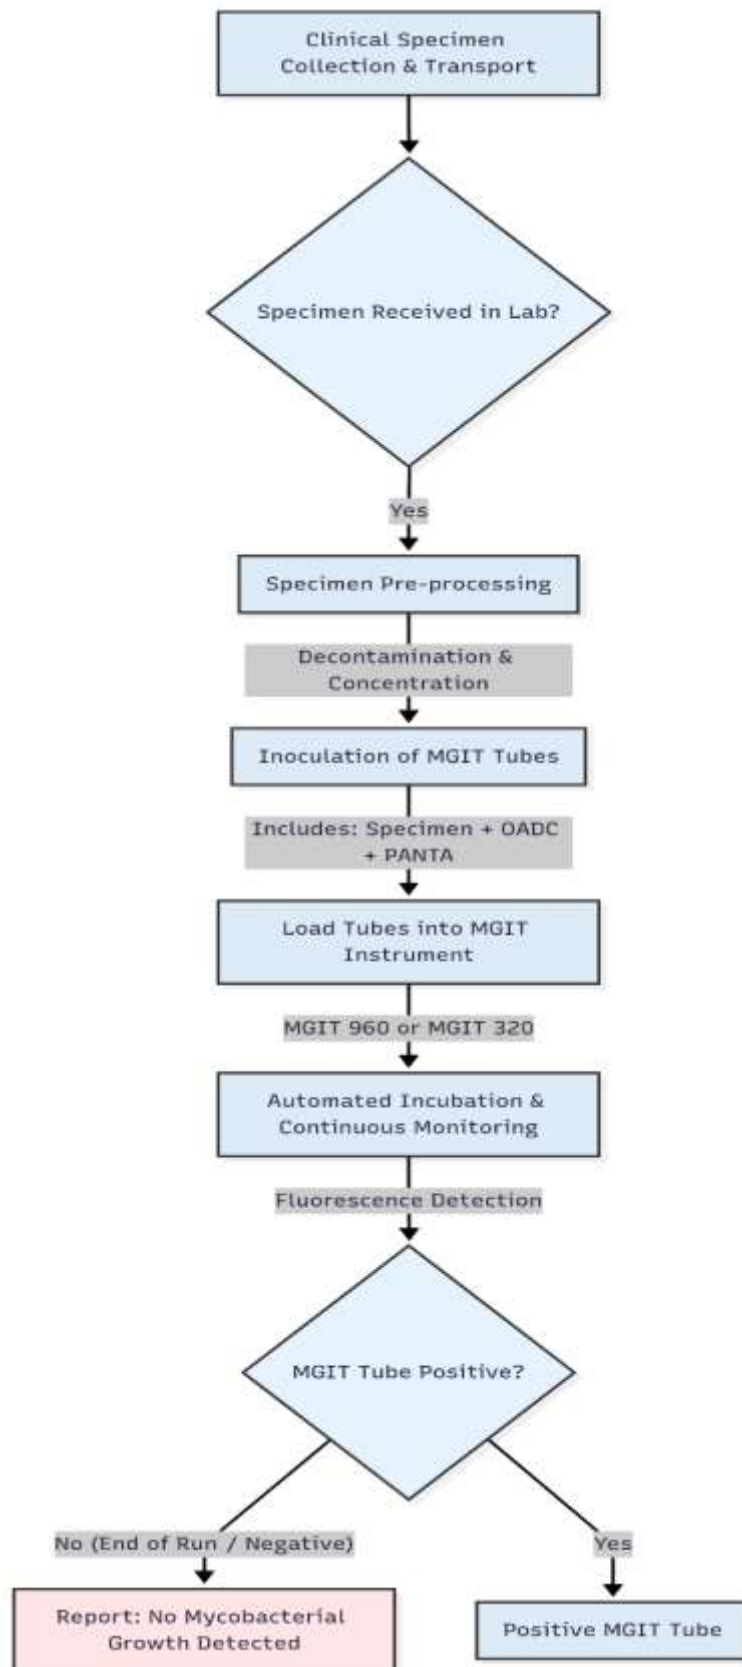 Clinical Specimen
Collection & Transport
Specimen Received in Lab?
Yes
Specimen Pre-processing
Decontamination &
Concentration
Inoculation of MGIT Tubes
Includes: Specimen + OADC
+ PANTA
Load Tubes into MGIT
Instrument
MGIT 960 or MGIT 320
Automated Incubation &
Continuous Monitoring
Fluorescence Detection
MGIT Tube Positive?
No (End of Run / Negative)
Yes
Report: No Mycobacterial
Growth Detected
Positive MGIT Tube